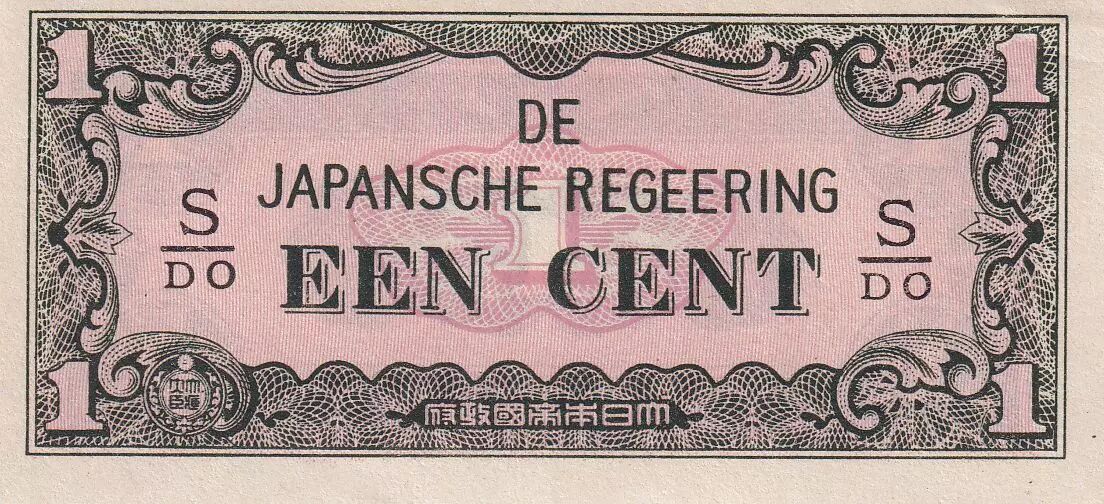 1
1
DE
JAPANSCHE REGEERING
S
DO
EEN CENT
S
DO
1
大日本帝國政府
1